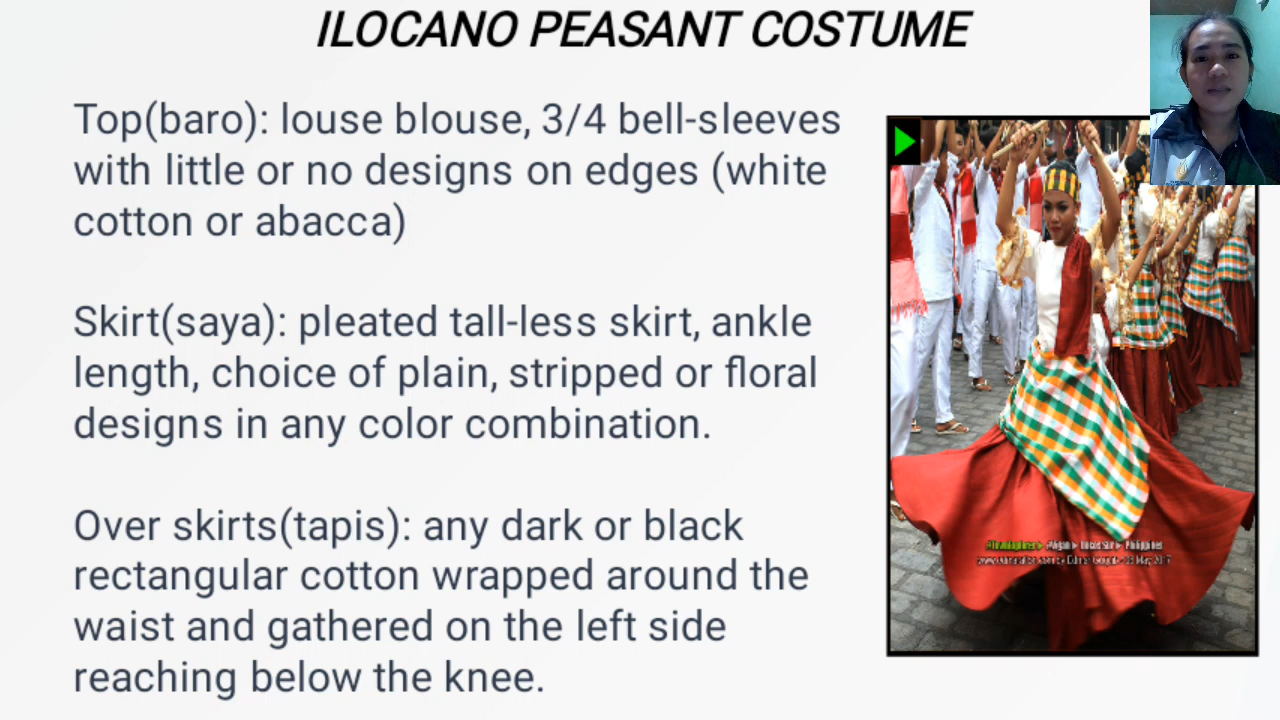 ILOCANO PEASANT COSTUME
Top(baro): louse blouse, 3/4 bell-sleeves
with little or no designs on edges (white
cotton or abacca)
Skirt(saya): pleated tall-less skirt, ankle
length, choice of plain, stripped or floral
designs in any color combination.
Over skirts(tapis): any dark or black
rectangular cotton wrapped around the
waist and gathered on the left side
reaching below the knee.
Philippines